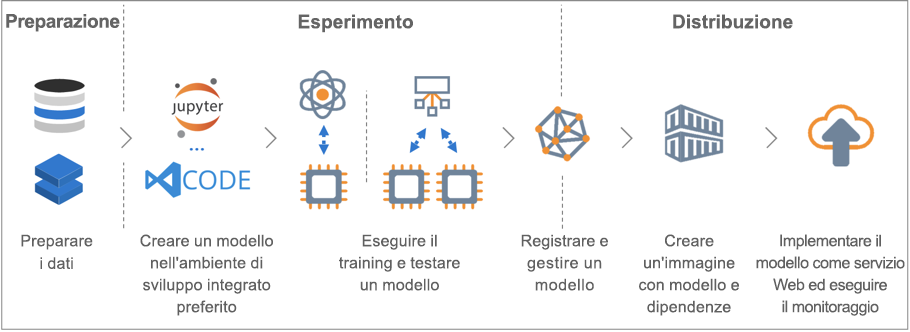 Preparazione
Esperimento
Distribuzione
jupyter
...
CODE
Preparare
i dati
Creare un modello
nell'ambiente di
sviluppo integrato
preferito
Eseguire il
training e testare
un modello
Registrare e
gestire un
modello
Creare
un'immagine
con modello e
dipendenze
Implementare il
modello come servizio
Web ed eseguire
il monitoraggio